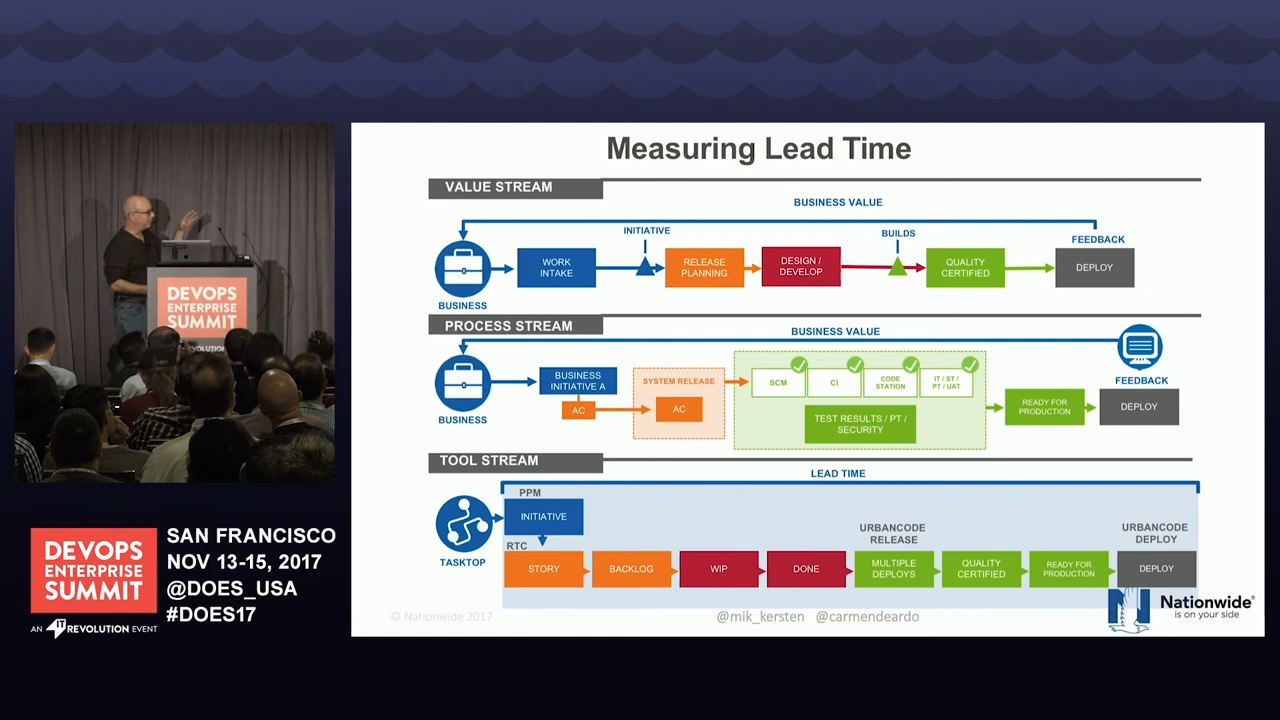 Measuring Lead Time
VALUE STREAM
BUSINESS VALUE
INITIATIVE
BUILDS
FEEDBACK
WORK
INTAKE
RELEASE
PLANNING
DESIGN /
DEVELOP
QUALITY
CERTIFIED
DEPLOY
BUSINESS
PROCESS STREAM
BUSINESS VALUE
BUSINESS
INITIATIVE A
AC
SYSTEM RELEASE
AC
SCM
CI
CODE
STATION
IT / ST /
PT / UAT
TEST RESULTS / PT /
SECURITY
READY FOR
PRODUCTION
FEEDBACK
DEPLOY
BUSINESS
TOOL STREAM
LEAD TIME
PPM
INITIATIVE
TASKTOP
RTC
STORY
BACKLOG
WIP
DONE
URBANCODE
RELEASE
MULTIPLE
DEPLOYS
QUALITY
CERTIFIED
READY FOR
PRODUCTION
URBANCODE
DEPLOY
DEPLOY
© Nationwide 2017
@mik_kersten @carmendeardo
N
Nationwide®
is on your side
DEVOPS
ENTERPRISE
SUMMIT
DEVOPS
ENTERPRISE
SUMMIT
AN IT REVOLUTION EVENT
SAN FRANCISCO
NOV 13-15, 2017
@DOES_USA
#DOES17